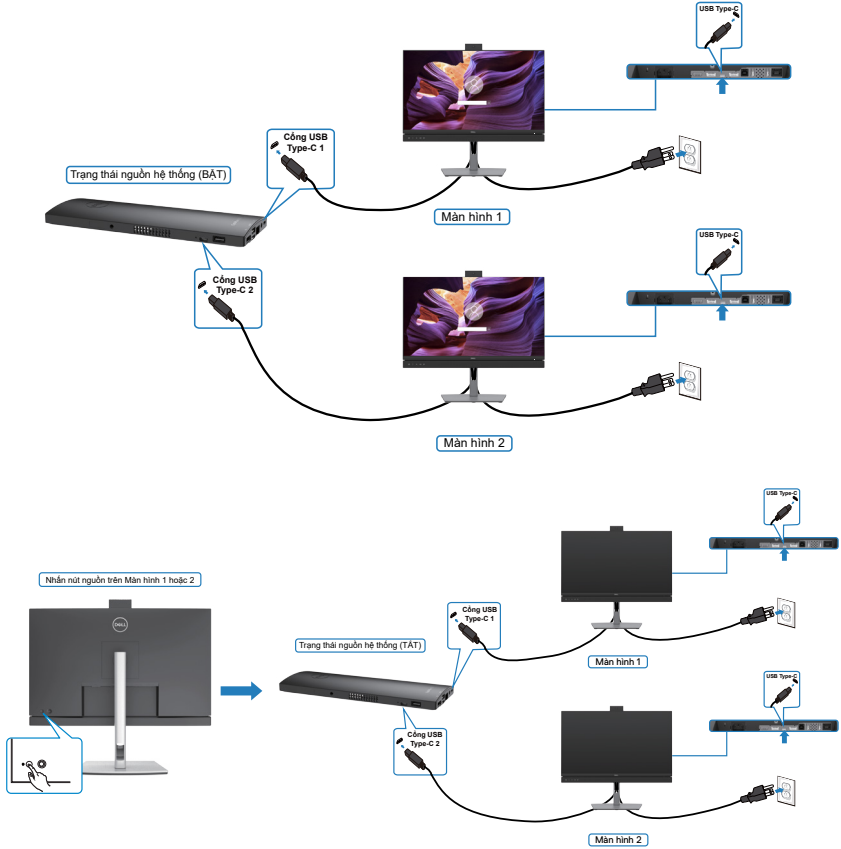 USB Type-C
Cổng USB
Type-C 1
Trạng thái nguồn hệ thống (BẬT)
Màn hình 1
USB Type-C
Cổng USB
Type-C 2
Màn hình 2
USB Type-C
Nhấn nút nguồn trên Màn hình 1 hoặc 2
Cổng USB
Type-C 1
DELL
Trạng thái nguồn hệ thống (TẮT)
Màn hình 1
USB Type-C
Cổng USB
Type-C 2
Màn hình 2